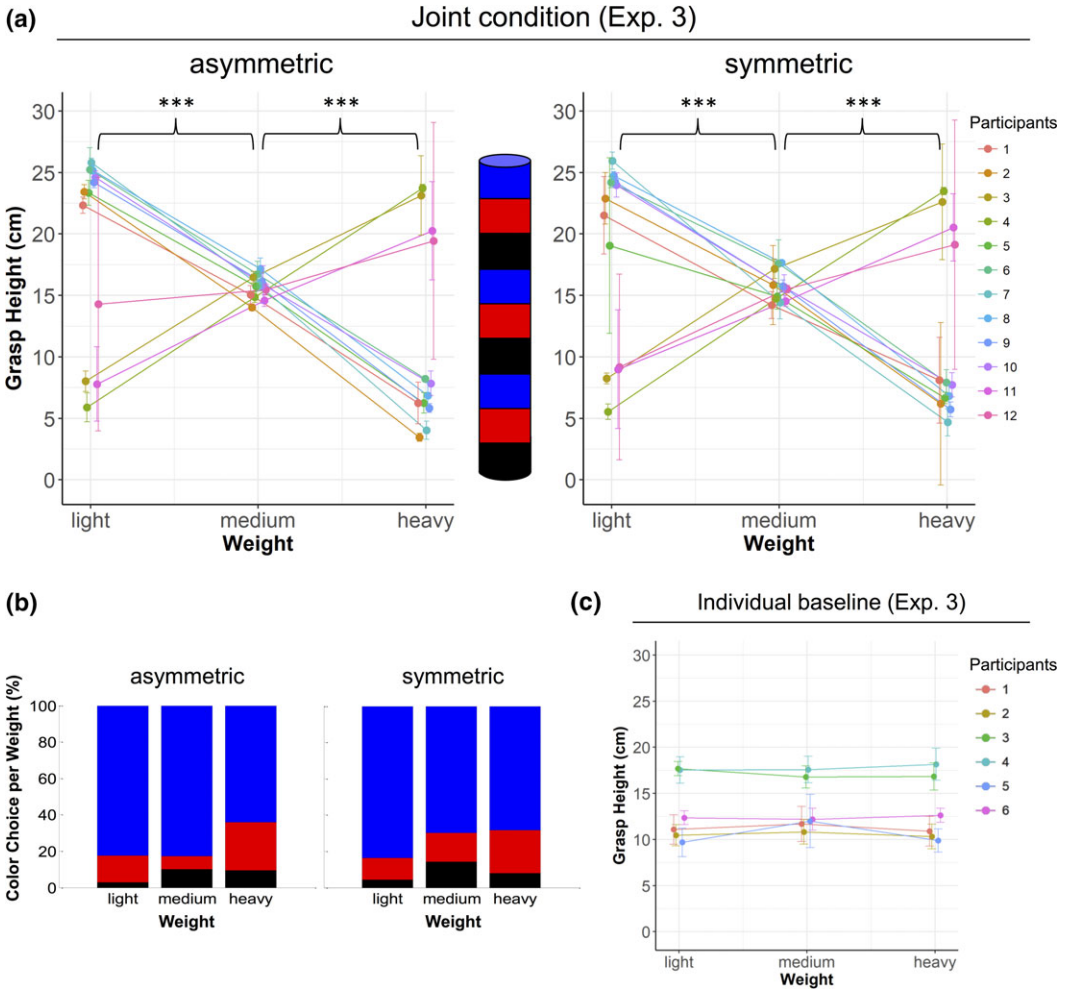 (a)
Joint condition (Exp. 3)
asymmetric
symmetric
*** ***
*** ***
Grasp Height (cm)
30
25
20
15
10
5
0
light medium heavy
Weight
light medium heavy
Weight
30
25
20
15
10
5
0
Participants
1
2
3
4
5
6
7
8
9
10
11
12
(b)
asymmetric
symmetric
Color Choice per Weight (%)
100
80
60
40
20
0
light medium heavy
Weight
light medium heavy
Weight
(c)
Individual baseline (Exp. 3)
Grasp Height (cm)
30
25
20
15
10
5
0
light medium heavy
Weight
Participants
1
2
3
4
5
6